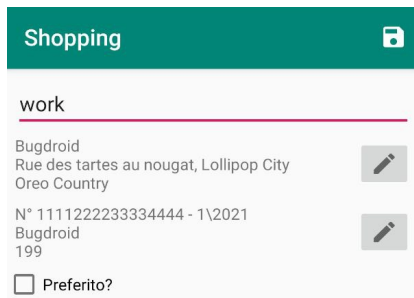 Shopping
work
Bugdroid
Rue des tartes au nougat, Lollipop City
Oreo Country
N° 1111222233334444 - 1\2021
Bugdroid
199
Preferito?